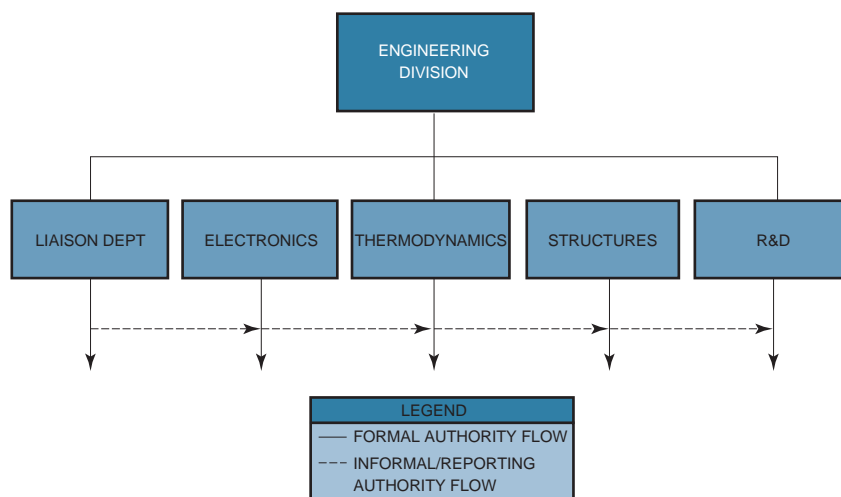 ENGINEERING
DIVISION
LIAISON DEPT
ELECTRONICS
THERMODYNAMICS
STRUCTURES
R&D
LEGEND
FORMAL AUTHORITY FLOW
INFORMAL/REPORTING
AUTHORITY FLOW